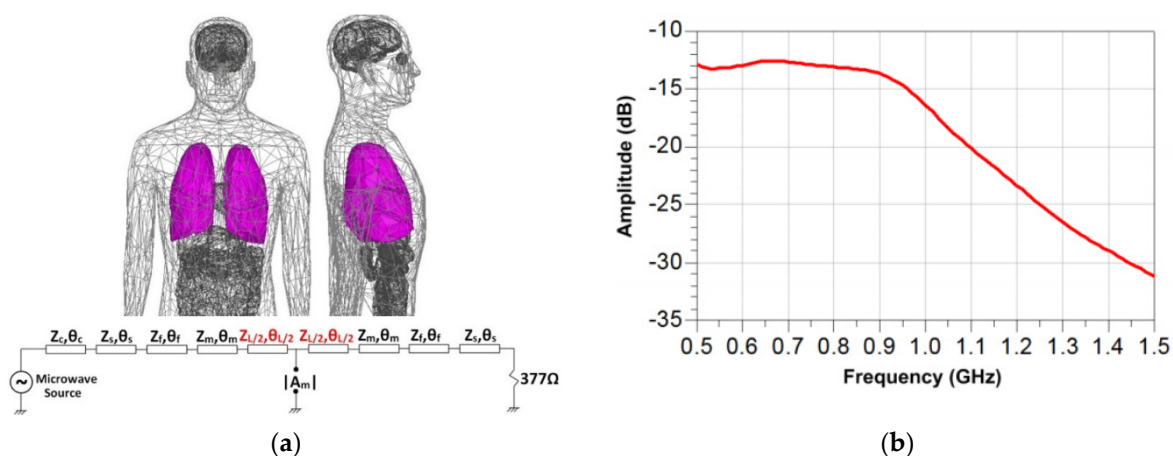 Z_c,θ_c Z_s,θ_s Z_f,θ_f Z_m,θ_m Z_L/2,θ_L/2 Z_L/2,θ_L/2 Z_m,θ_m Z_f,θ_f Z_s,θ_s
~ Microwave
Source
|A_m|
377Ω
(a)
Amplitude (dB)
-10
-15
-20
-25
-30
-35
0.5 0.6 0.7 0.8 0.9 1.0 1.1 1.2 1.3 1.4 1.5
Frequency (GHz)
(b)